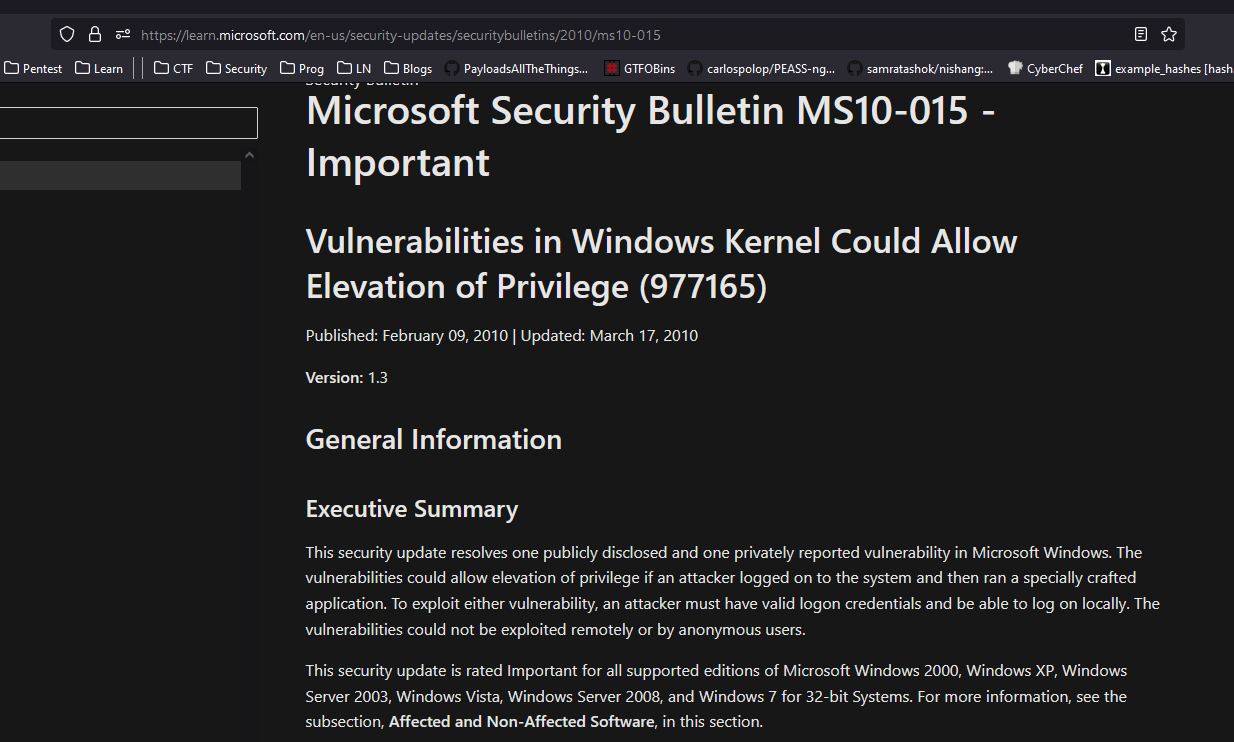 https://learn.microsoft.com/en-us/security-updates/securitybulletins/2010/ms10-015
Pentest Learn CTF Security Prog LN Blogs PayloadsAllTheThings... GTFOBins carlospolop/PEASS-ng... samratashok/nishang:... CyberChef example_hashes [hash
Security Bulletin
Microsoft Security Bulletin MS10-015 -
Important
Vulnerabilities in Windows Kernel Could Allow
Elevation of Privilege (977165)
Published: February 09, 2010 | Updated: March 17, 2010
Version: 1.3
General Information
Executive Summary
This security update resolves one publicly disclosed and one privately reported vulnerability in Microsoft Windows. The
vulnerabilities could allow elevation of privilege if an attacker logged on to the system and then ran a specially crafted
application. To exploit either vulnerability, an attacker must have valid logon credentials and be able to log on locally. The
vulnerabilities could not be exploited remotely or by anonymous users.
This security update is rated Important for all supported editions of Microsoft Windows 2000, Windows XP, Windows
Server 2003, Windows Vista, Windows Server 2008, and Windows 7 for 32-bit Systems. For more information, see the
subsection, Affected and Non-Affected Software, in this section.